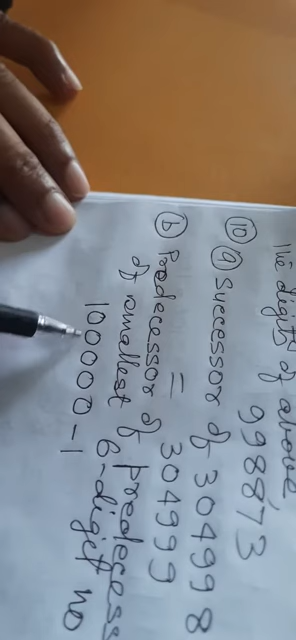 the digits of above
998873
10 a Successor of 304998
= 304999
b Predecessor of predecess
of smallest 6-digit no
100000-1